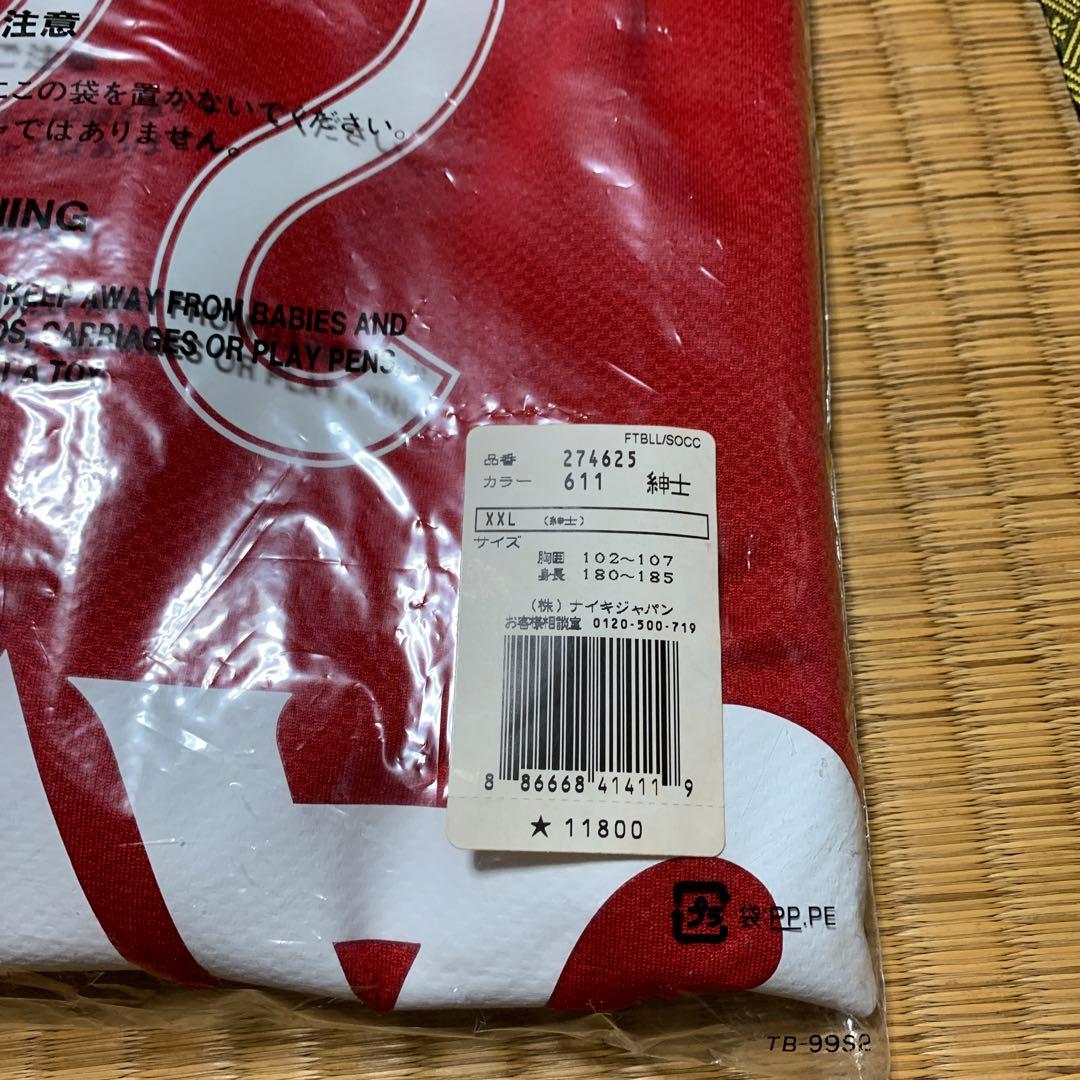 注意
にこの袋を置かないでください。
ではありません。
NING
KEEP AWAY FROM BABIES AND
DS, CARRIAGES OR PLAY PENS.
A TOY.
FTBLL/SOCC
品番 274625
カラー 611 紳士
XXL (紳士)
サイズ
胸囲 102~107
身長 180~185
(株)ナイキジャパン
お客様相談室 0120-500-719
8 86668 41411 9
★ 11800
プラ 袋 PP,PE
TB-99S2